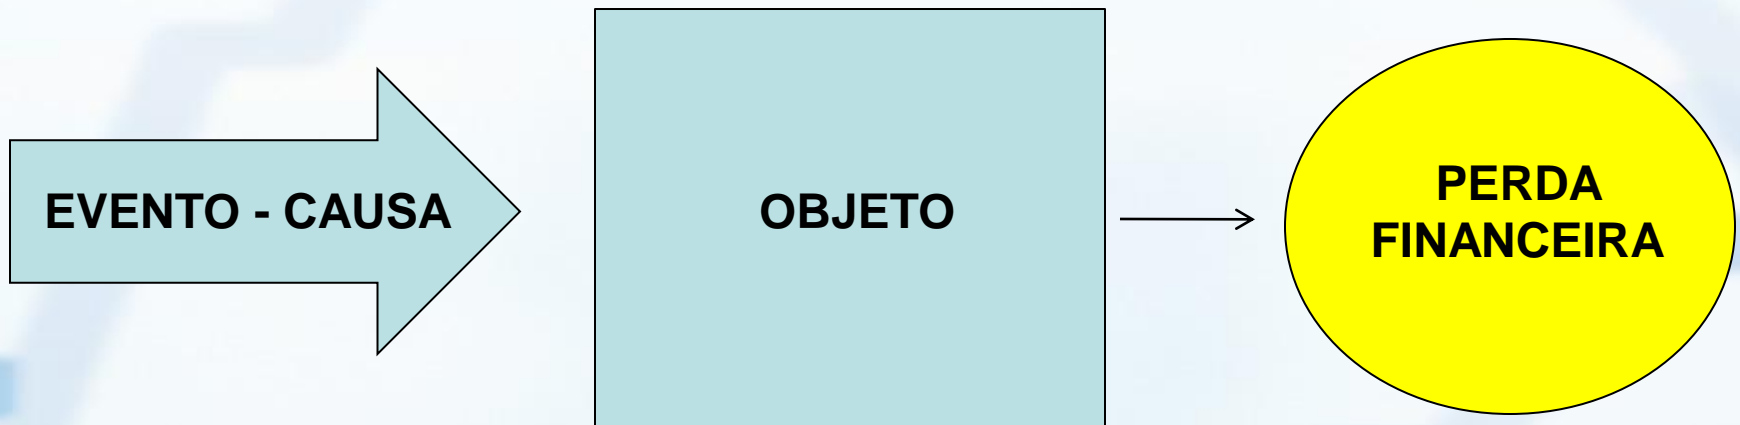 EVENTO - CAUSA
OBJETO
PERDA
FINANCEIRA